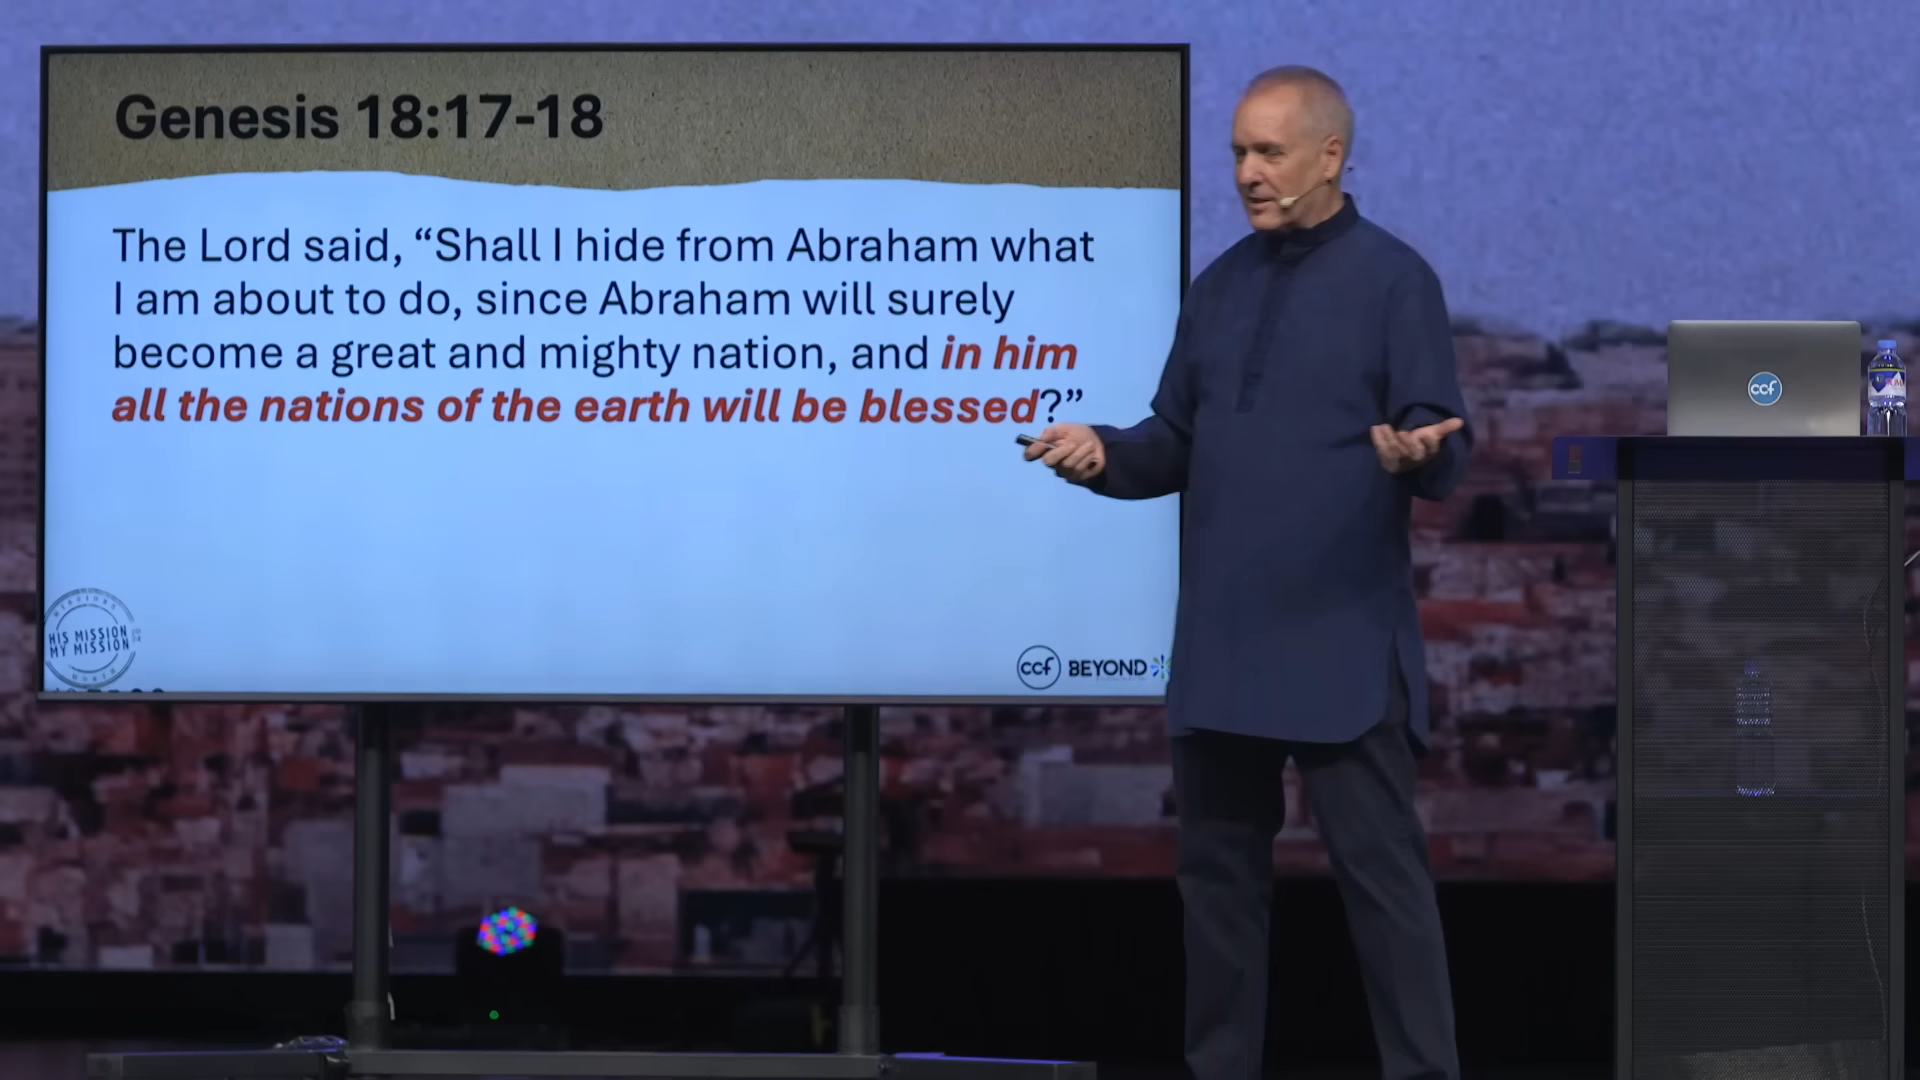 Genesis 18:17-18
The Lord said, “Shall I hide from Abraham what
I am about to do, since Abraham will surely
become a great and mighty nation, and in him
all the nations of the earth will be blessed?”
HIS MISSION
MY MISSION
ccf BEYOND
ccf